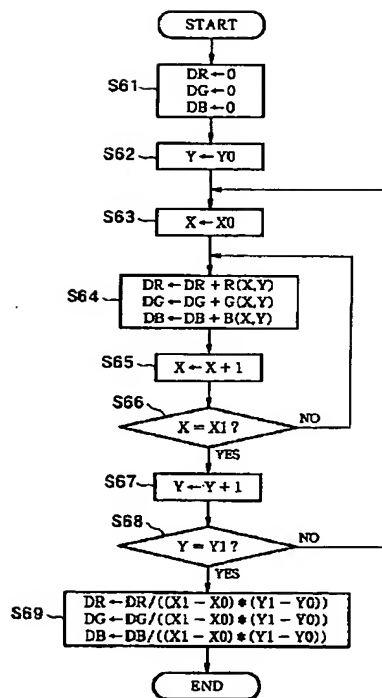 START
S61
DR←0
DG←0
DB←0
S62
Y←Y0
S63
X←X0
S64
DR←DR+R(X,Y)
DG←DG+G(X,Y)
DB←DB+B(X,Y)
S65
X←X+1
S66
X=X1?
NO
YES
S67
Y←Y+1
S68
Y=Y1?
NO
YES
S69
DR←DR/((X1-X0)*(Y1-Y0))
DG←DG/((X1-X0)*(Y1-Y0))
DB←DB/((X1-X0)*(Y1-Y0))
END